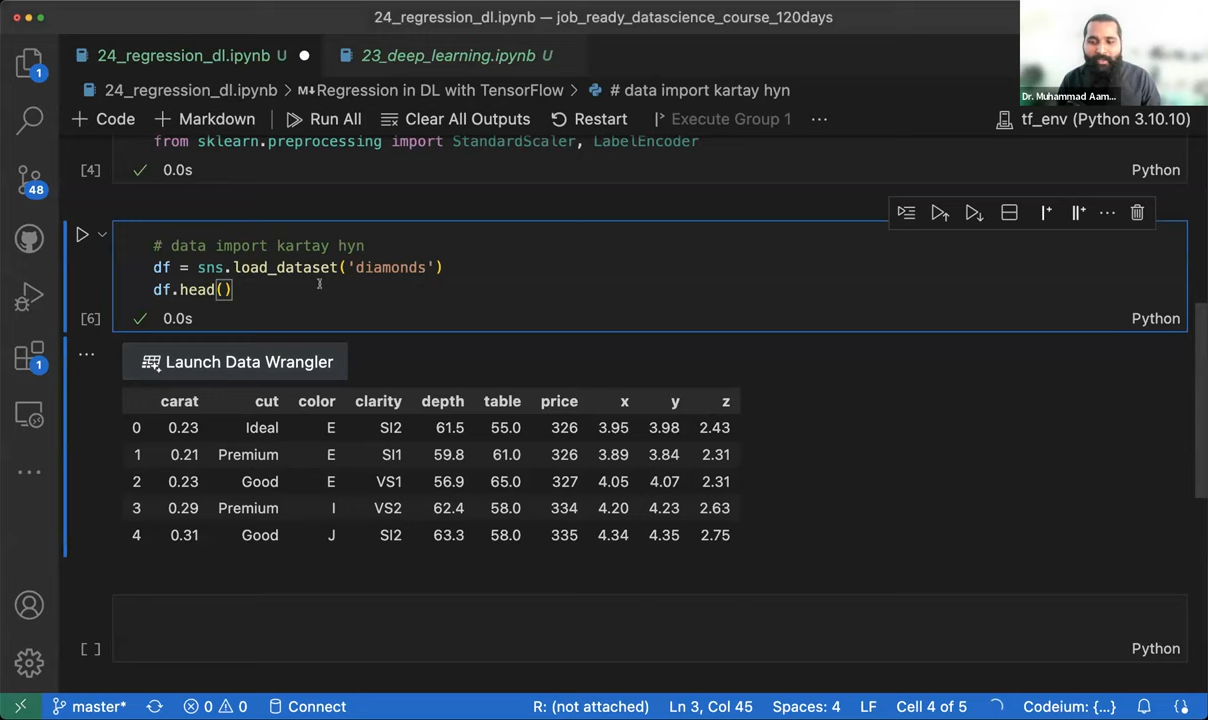 24_regression_dl.ipynb — job_ready_datascience_course_120days
24_regression_dl.ipynb U
23_deep_learning.ipynb U
24_regression_dl.ipynb > M↓Regression in DL with TensorFlow > # data import kartay hyn
Dr. Muhammad Aam...
+ Code + Markdown Run All Clear All Outputs Restart Execute Group 1 ...
tf_env (Python 3.10.10)
from sklearn.preprocessing import StandardScaler, LabelEncoder
[4] 0.0s Python
# data import kartay hyn
df = sns.load_dataset('diamonds')
df.head()
[6] 0.0s Python
Launch Data Wrangler
carat cut color clarity depth table price x y z
0 0.23 Ideal E SI2 61.5 55.0 326 3.95 3.98 2.43
1 0.21 Premium E SI1 59.8 61.0 326 3.89 3.84 2.31
2 0.23 Good E VS1 56.9 65.0 327 4.05 4.07 2.31
3 0.29 Premium I VS2 62.4 58.0 334 4.20 4.23 2.63
4 0.31 Good J SI2 63.3 58.0 335 4.34 4.35 2.75
[ ] Python
1
48
1
master* 0 0 Connect R: (not attached) Ln 3, Col 45 Spaces: 4 LF Cell 4 of 5 Codeium: {...}